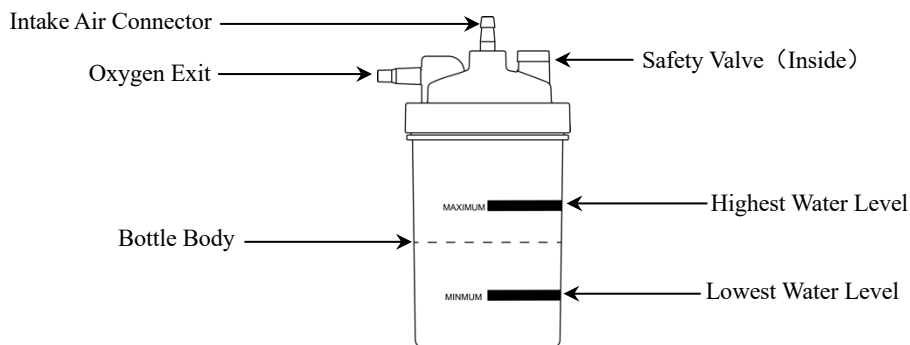 Intake Air Connector
Oxygen Exit
Safety Valve（Inside）
MAXIMUM
Highest Water Level
Bottle Body
MINMUM
Lowest Water Level